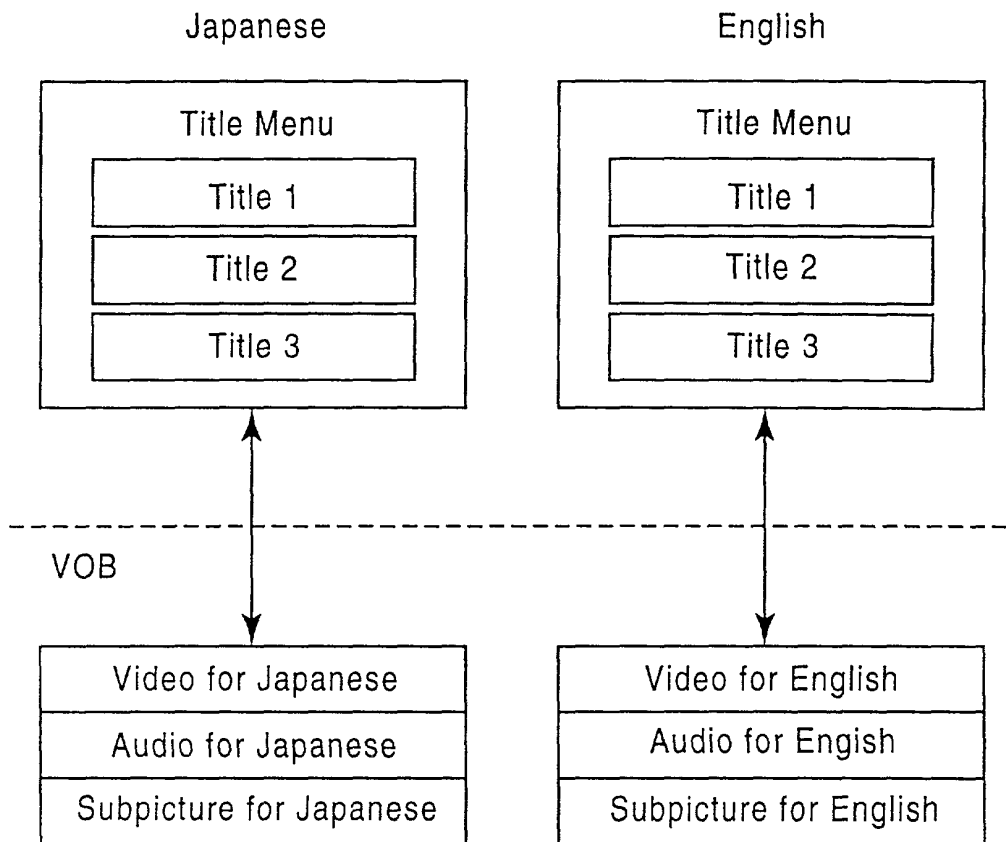 Japanese
English
Title Menu
Title 1
Title 2
Title 3
Title Menu
Title 1
Title 2
Title 3
VOB
Video for Japanese
Audio for Japanese
Subpicture for Japanese
Video for English
Audio for Engish
Subpicture for English